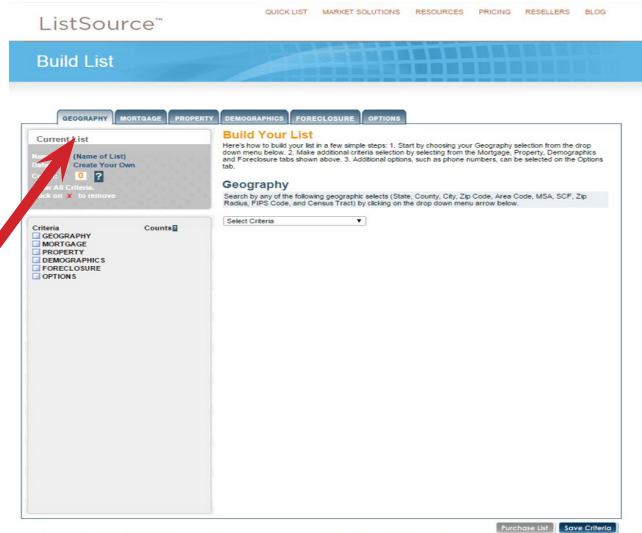 ListSource™
QUICK LIST MARKET SOLUTIONS RESOURCES PRICING RESELLERS BLOG
Build List
GEOGRAPHY MORTGAGE PROPERTY DEMOGRAPHICS FORECLOSURE OPTIONS
Current List
(Name of List)
Create Your Own
0 ?
All Criteria.
on x to remove
Criteria Counts?
GEOGRAPHY
MORTGAGE
PROPERTY
DEMOGRAPHICS
FORECLOSURE
OPTIONS
Build Your List
Here's how to build your list in a few simple steps: 1. Start by choosing your Geography selection from the drop
down menu below. 2. Make additional criteria selection by selecting from the Mortgage, Property, Demographics
and Foreclosure tabs shown above. 3. Additional options, such as phone numbers, can be selected on the Options
tab.
Geography
Search by any of the following geographic selects (State, County, City, Zip Code, Area Code, MSA, SCF, Zip
Radius, FIPS Code, and Census Tract) by clicking on the drop down menu arrow below.
Select Criteria
Purchase List Save Criteria